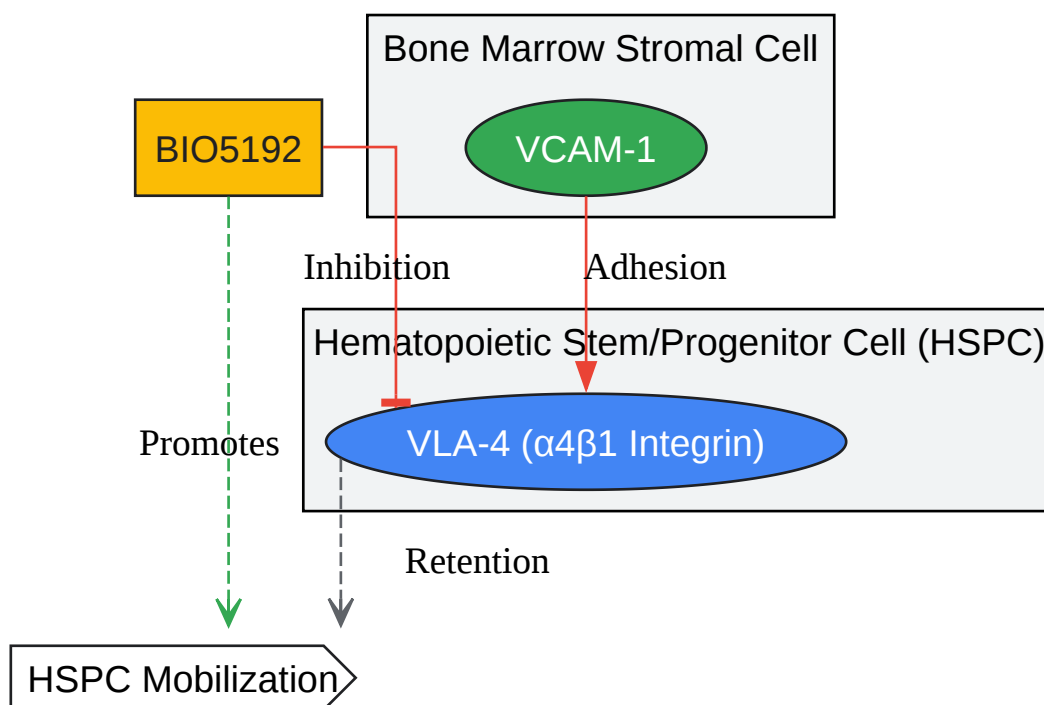 Bone Marrow Stromal Cell
BIO5192
VCAM-1
Inhibition
Adhesion
Hematopoietic Stem/Progenitor Cell (HSPC)
Promotes
VLA-4 (α4β1 Integrin)
Retention
HSPC Mobilization